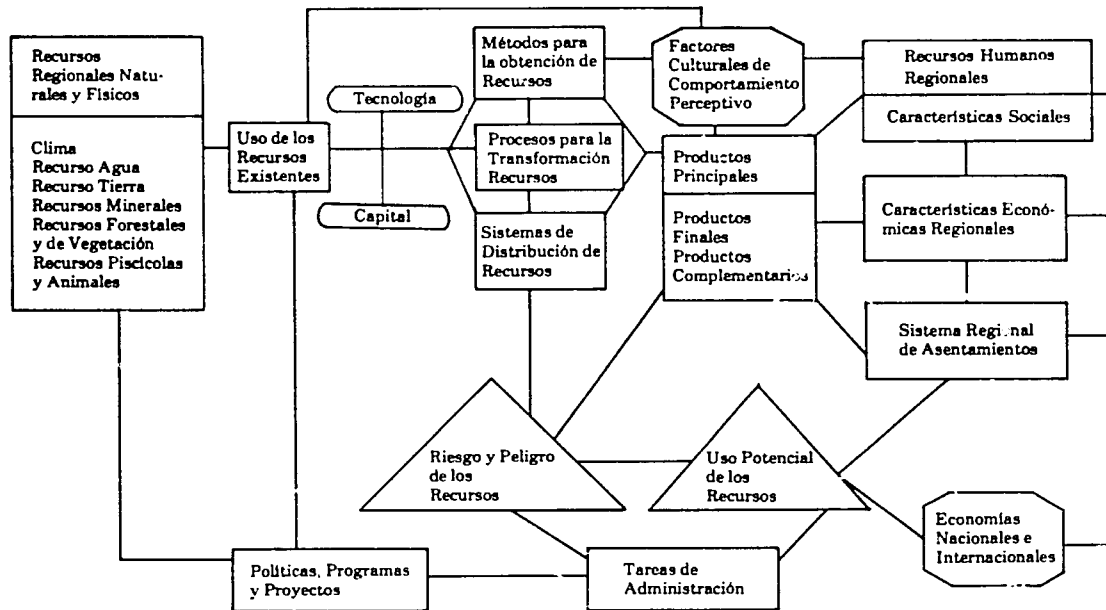 Recursos
Regionales Natu-
rales y Físicos
Clima
Recurso Agua
Recurso Tierra
Recursos Minerales
Recursos Forestales
y de Vegetación
Recursos Piscícolas
y Animales
Uso de los
Recursos
Existentes
Tecnología
Capital
Métodos para
la obtención de
Recursos
Procesos para la
Transformación
Recursos
Sistemas de
Distribución de
Recursos
Factores
Culturales de
Comportamiento
Perceptivo
Productos
Principales
Productos
Finales
Productos
Complementarios
Recursos Humanos
Regionales
Características Sociales
Características Econó-
micas Regionales
Sistema Regional
de Asentamientos
Riesgo y Peligro
de los
Recursos
Uso Potencial
de los
Recursos
Economías
Nacionales e
Internacionales
Políticas, Programas
y Proyectos
Tareas de
Administración